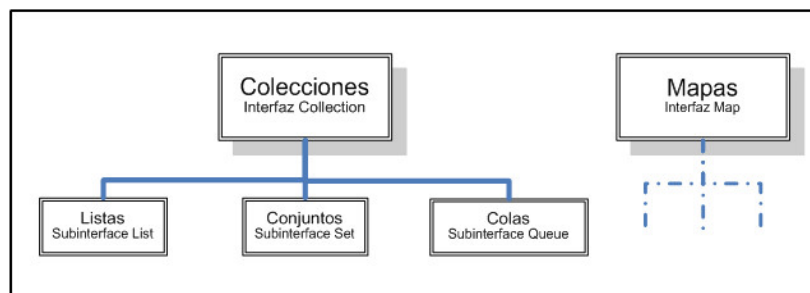 Colecciones
Interfaz Collection
Mapas
Interfaz Map
Listas
Subinterface List
Conjuntos
Subinterface Set
Colas
Subinterface Queue